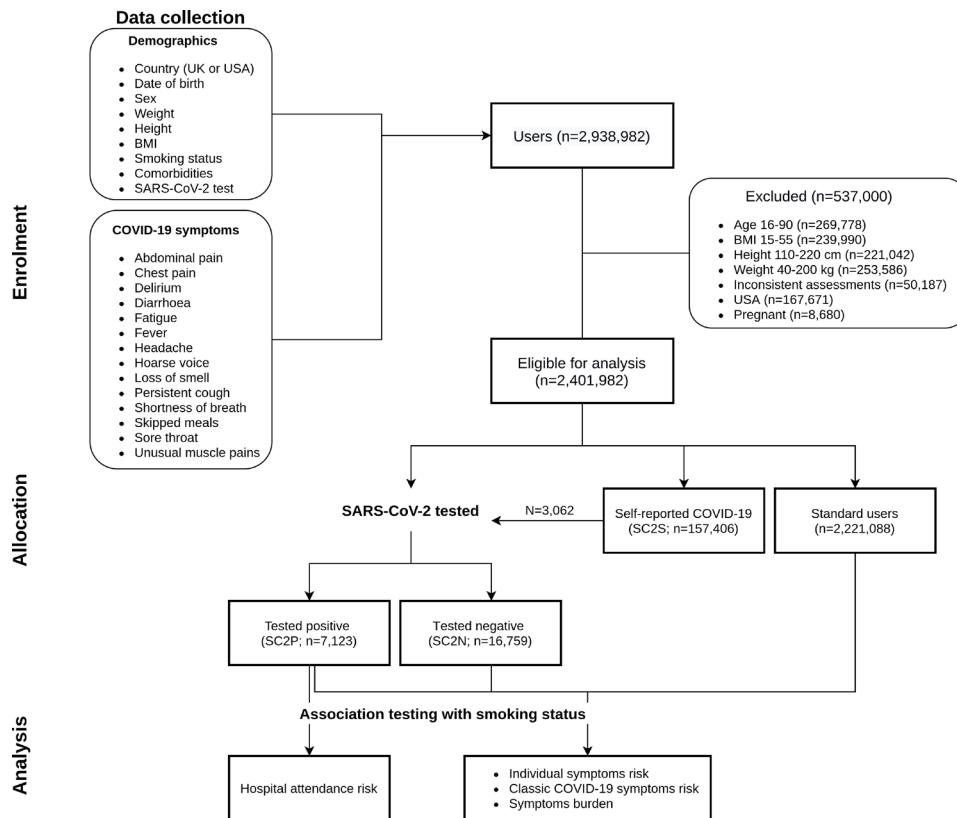 Data collection
Demographics
• Country (UK or USA)
• Date of birth
• Sex
• Weight
• Height
• BMI
• Smoking status
• Comorbidities
• SARS-CoV-2 test
COVID-19 symptoms
• Abdominal pain
• Chest pain
• Delirium
• Diarrhoea
• Fatigue
• Fever
• Headache
• Hoarse voice
• Loss of smell
• Persistent cough
• Shortness of breath
• Skipped meals
• Sore throat
• Unusual muscle pains
Enrolment
Users (n=2,938,982)
Excluded (n=537,000)
• Age 16-90 (n=269,778)
• BMI 15-55 (n=239,990)
• Height 110-220 cm (n=221,042)
• Weight 40-200 kg (n=253,586)
• Inconsistent assessments (n=50,187)
• USA (n=167,671)
• Pregnant (n=8,680)
Eligible for analysis
(n=2,401,982)
Allocation
SARS-CoV-2 tested
N=3,062
Self-reported COVID-19
(SC2S; n=157,406)
Standard users
(n=2,221,088)
Tested positive
(SC2P; n=7,123)
Tested negative
(SC2N; n=16,759)
Analysis
Association testing with smoking status
Hospital attendance risk
• Individual symptoms risk
• Classic COVID-19 symptoms risk
• Symptoms burden